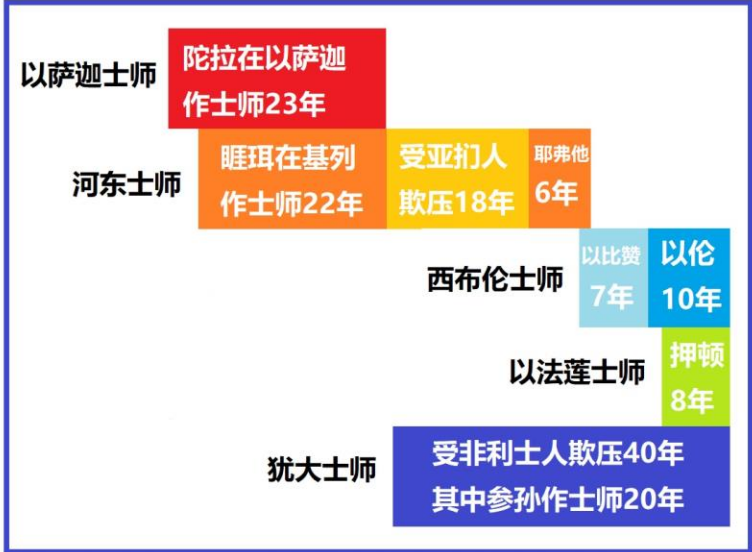 以萨迦士师
陀拉在以萨迦
作士师23年
河东士师
睚珥在基列
作士师22年
受亚扪人
欺压18年
耶弗他
6年
西布伦士师
以比赞
7年
以伦
10年
以法莲士师
押顿
8年
犹大士师
受非利士人欺压40年
其中参孙作士师20年